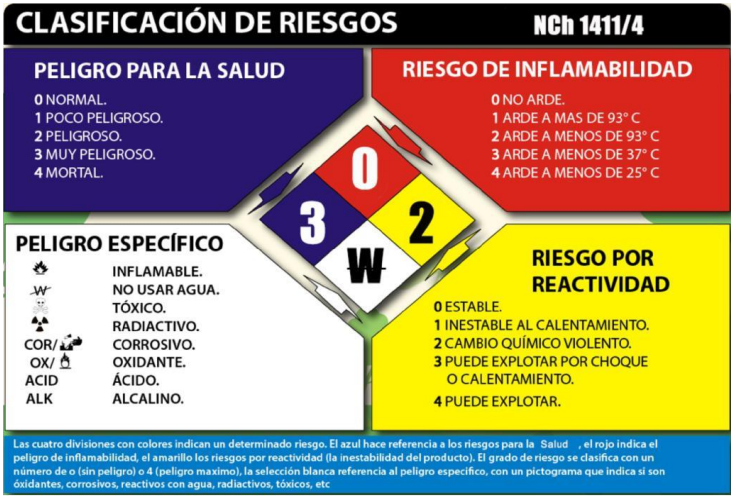 CLASIFICACIÓN DE RIESGOS
NCh 1411/4
PELIGRO PARA LA SALUD
0 NORMAL.
1 POCO PELIGROSO.
2 PELIGROSO.
3 MUY PELIGROSO.
4 MORTAL.
RIESGO DE INFLAMABILIDAD
0 NO ARDE.
1 ARDE A MAS DE 93° C
2 ARDE A MENOS DE 93° C
3 ARDE A MENOS DE 37° C
4 ARDE A MENOS DE 25° C
0
3
2
W
PELIGRO ESPECÍFICO
INFLAMABLE.
W NO USAR AGUA.
TÓXICO.
RADIACTIVO.
COR/ CORROSIVO.
OX/ OXIDANTE.
ACID ÁCIDO.
ALK ALCALINO.
RIESGO POR
REACTIVIDAD
0 ESTABLE.
1 INESTABLE AL CALENTAMIENTO.
2 CAMBIO QUÍMICO VIOLENTO.
3 PUEDE EXPLOTAR POR CHOQUE
O CALENTAMIENTO.
4 PUEDE EXPLOTAR.
Las cuatro divisiones con colores indican un determinado riesgo. El azul hace referencia a los riesgos para la Salud , el rojo indica el
peligro de inflamabilidad, el amarillo los riesgos por reactividad (la inestabilidad del producto). El grado de riesgo se clasifica con un
número de o (sin peligro) o 4 (peligro maximo), la selección blanca referencia al peligro especifico, con un pictograma que indica si son
óxidantes, corrosivos, reactivos con agua, radiactivos, tóxicos, etc